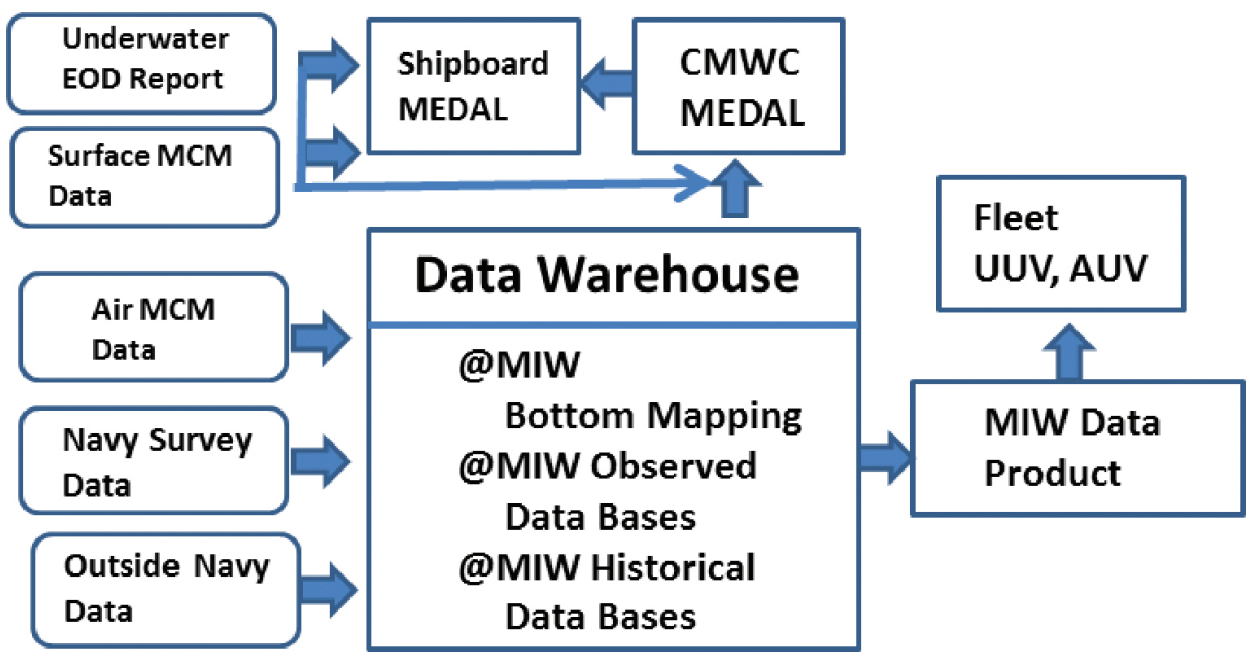 Underwater
EOD Report
Surface MCM
Data
Shipboard
MEDAL
CMWC
MEDAL
Air MCM
Data
Navy Survey
Data
Outside Navy
Data
Data Warehouse
@MIW
Bottom Mapping
@MIW Observed
Data Bases
@MIW Historical
Data Bases
Fleet
UUV, AUV
MIW Data
Product